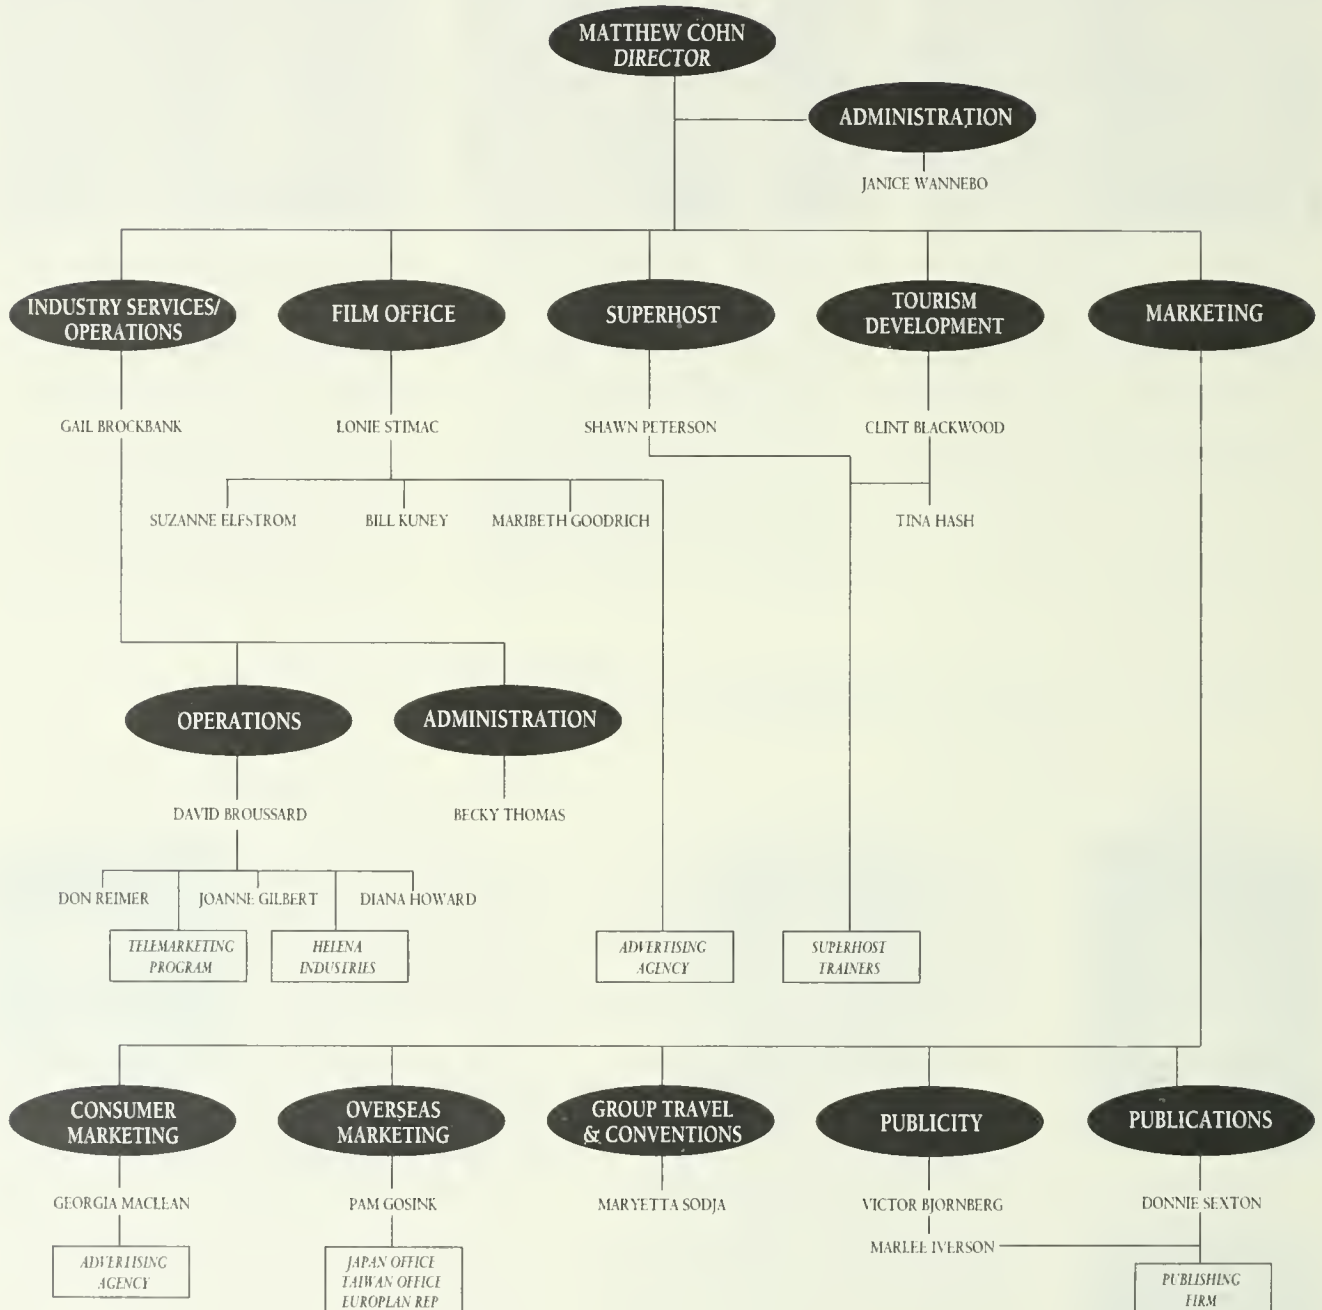 MATTHEW COHN
DIRECTOR
ADMINISTRATION
JANICE WANNEBO
INDUSTRY SERVICES/
OPERATIONS
FILM OFFICE
SUPERHOST
TOURISM
DEVELOPMENT
MARKETING
GAIL BROCKBANK
LONIE STIMAC
SHAWN PETERSON
CLINT BLACKWOOD
SUZANNE ELFSTROM
BILL KUNEY
MARIBETH GOODRICH
TINA HASH
OPERATIONS
ADMINISTRATION
DAVID BROUSSARD
BECKY THOMAS
DON REIMER
JOANNE GILBERT
DIANA HOWARD
TELEMARKETING
PROGRAM
HELENA
INDUSTRIES
ADVERTISING
AGENCY
SUPERHOST
TRAINERS
CONSUMER
MARKETING
OVERSEAS
MARKETING
GROUP TRAVEL
& CONVENTIONS
PUBLICITY
PUBLICATIONS
GEORGIA MACLEAN
PAM GOSINK
MARYETTA SODJA
VICTOR BJORNBERG
DONNIE SEXTON
MARLEE IVERSON
ADVERTISING
AGENCY
JAPAN OFFICE
TAIWAN OFFICE
EUROPEAN REP
PUBLISHING
FIRM